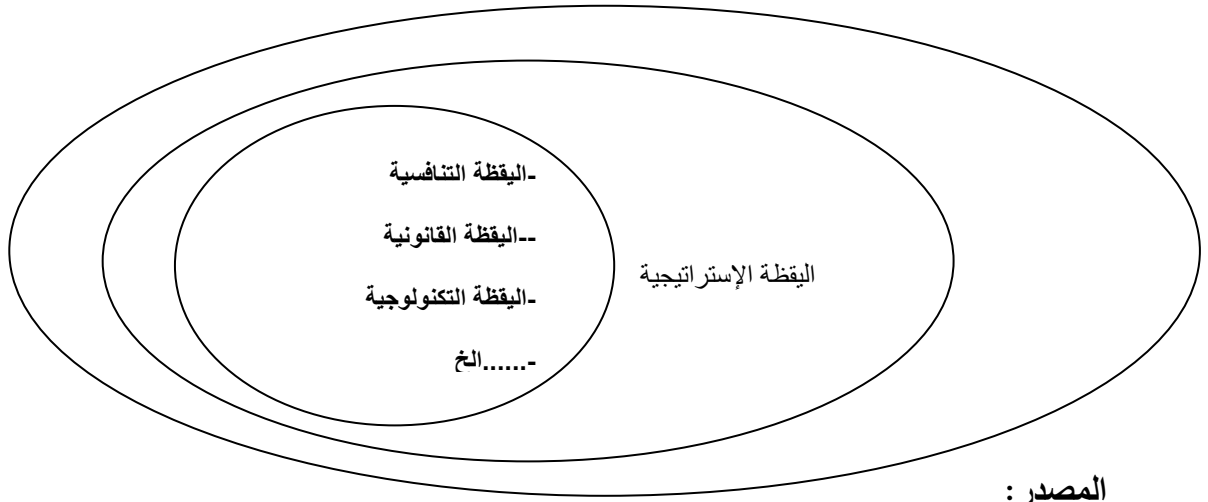 -اليقظة التنافسية
--اليقظة القانونية
-اليقظة التكنولوجية
-......الخ
اليقظة الإستراتيجية
المصدر :